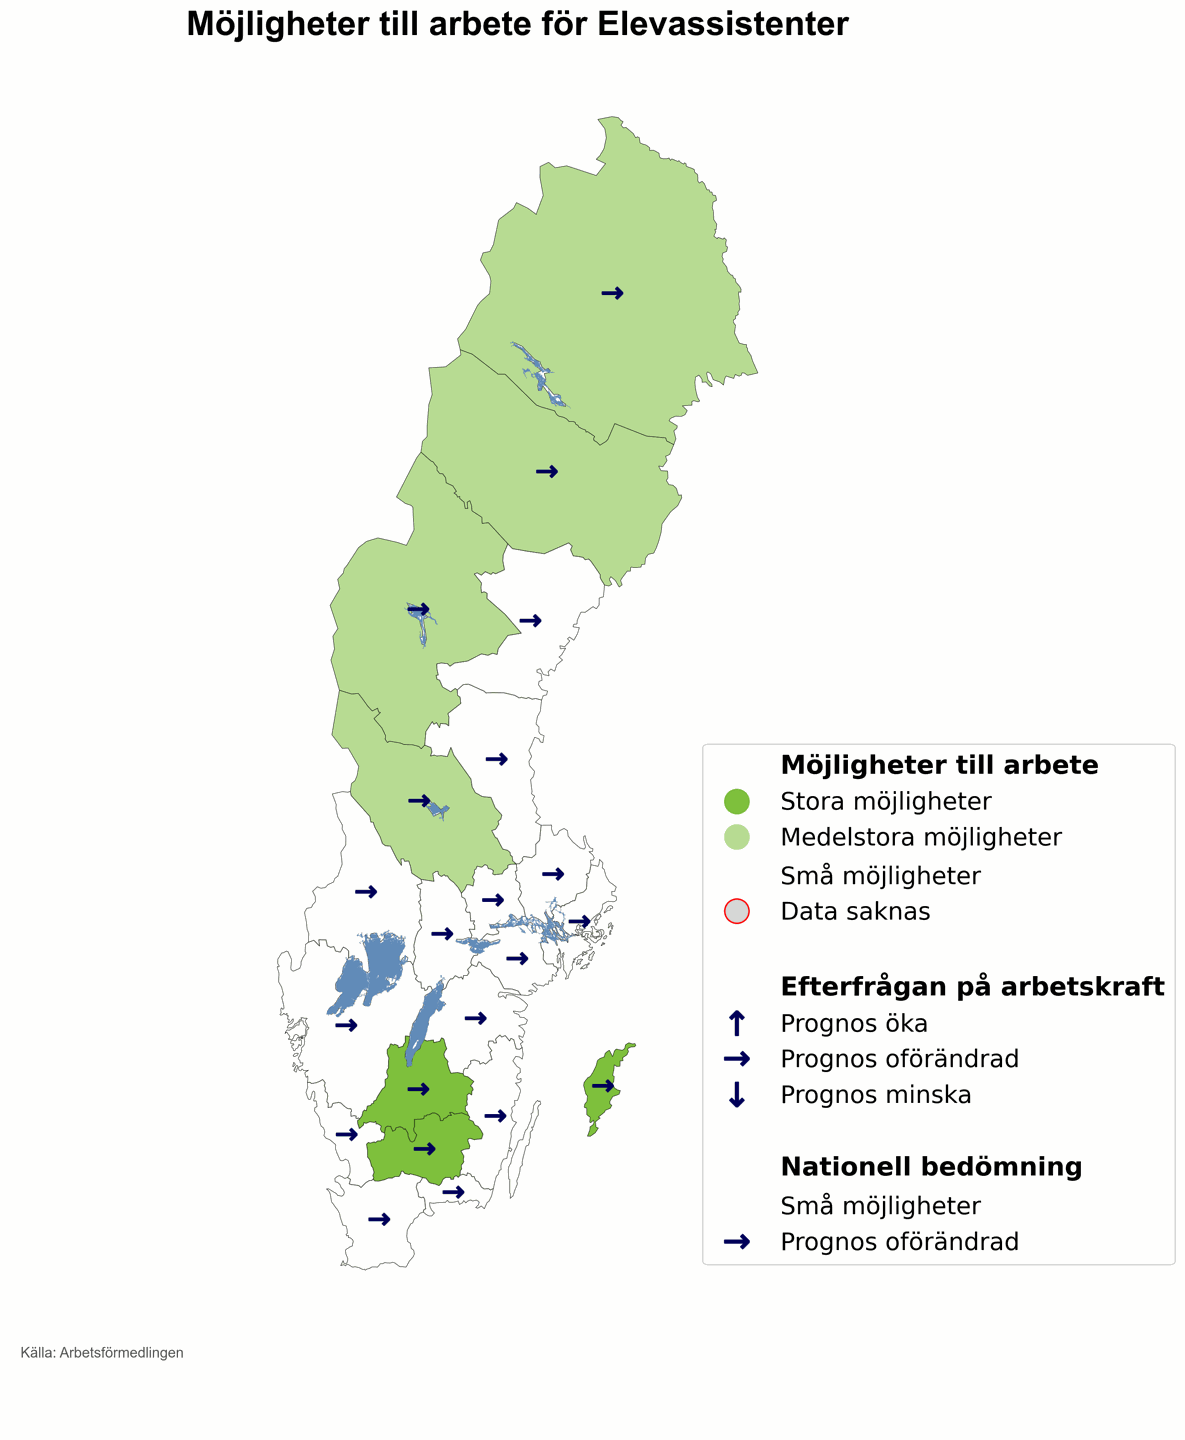 Möjligheter till arbete för Elevassistenter
Möjligheter till arbete
Stora möjligheter
Medelstora möjligheter
Små möjligheter
Data saknas
Efterfrågan på arbetskraft
Prognos öka
Prognos oförändrad
Prognos minska
Nationell bedömning
Små möjligheter
Prognos oförändrad
Källa: Arbetsförmedlingen